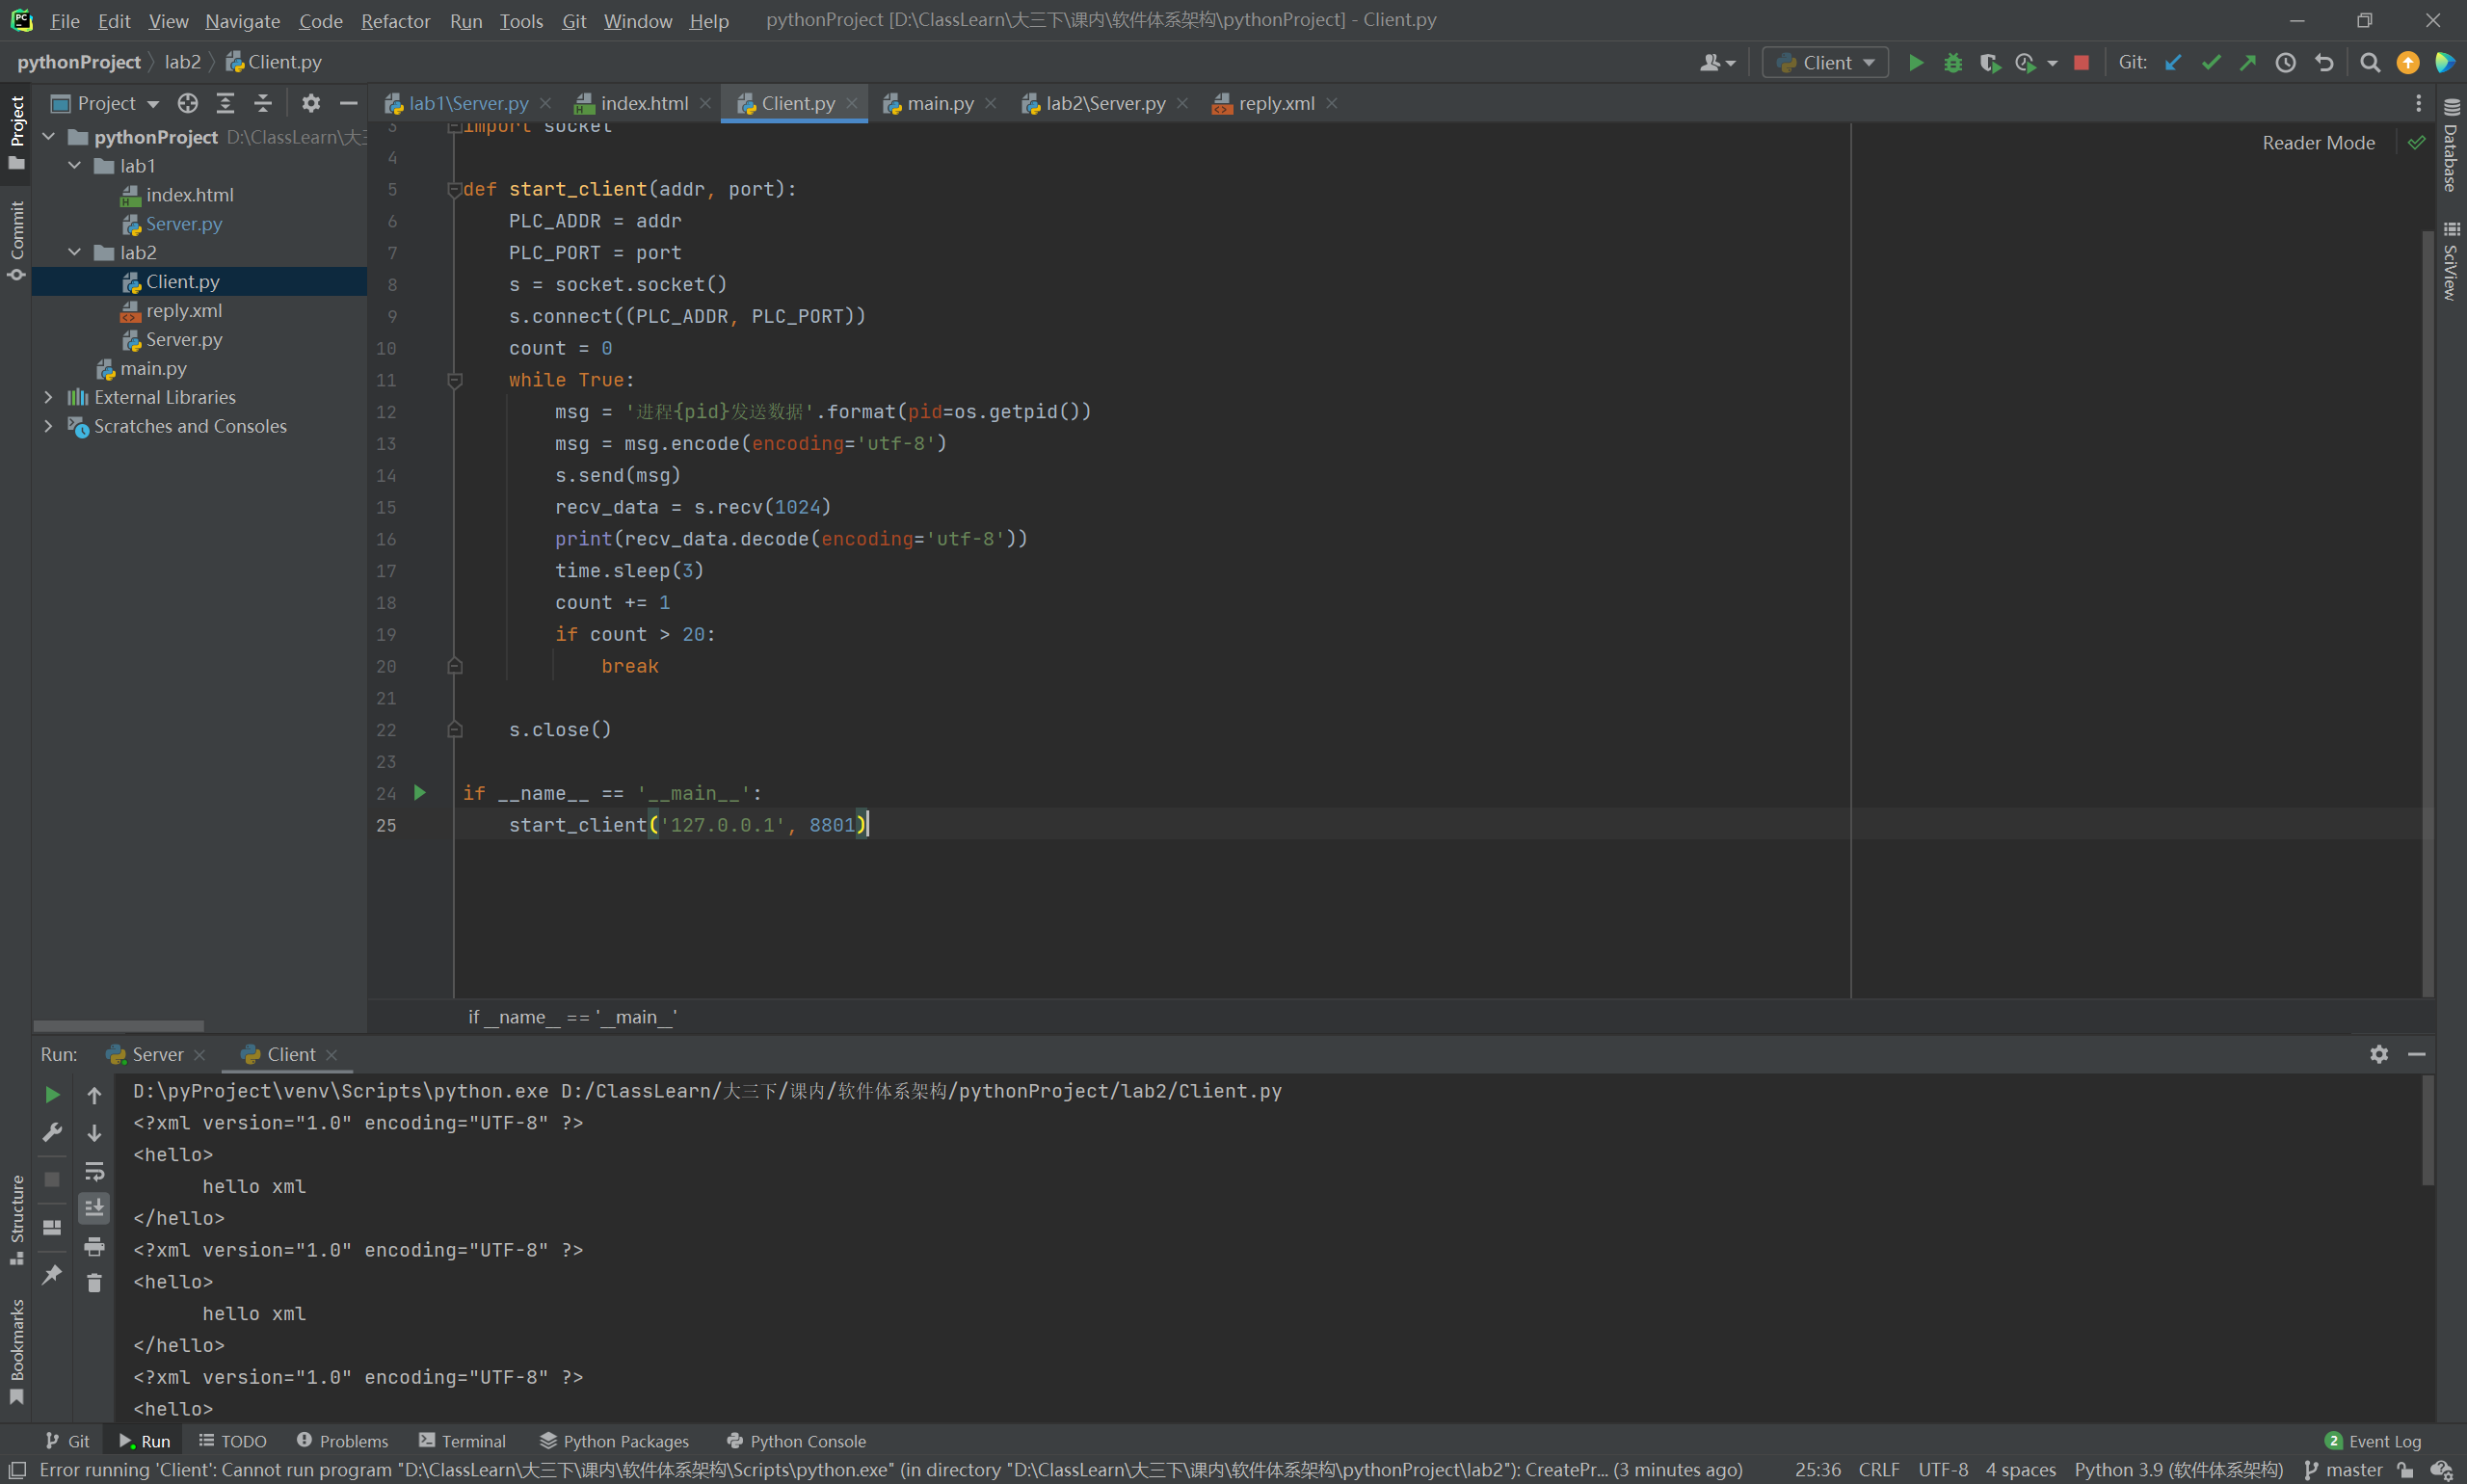 File Edit View Navigate Code Refactor Run Tools Git Window Help pythonProject [D:\ClassLearn\大三下\课内\软件体系架构\pythonProject] - Client.py
pythonProject lab2 Client.py Client Git:
Project lab1\Server.py index.html Client.py main.py lab2\Server.py reply.xml
Project
Commit
Structure
Bookmarks
Database
SciView
Reader Mode
pythonProject D:\ClassLearn\大三
lab1
index.html
Server.py
lab2
Client.py
reply.xml
Server.py
main.py
External Libraries
Scratches and Consoles
3 import socket
4
5 def start_client(addr, port):
6 PLC_ADDR = addr
7 PLC_PORT = port
8 s = socket.socket()
9 s.connect((PLC_ADDR, PLC_PORT))
10 count = 0
11 while True:
12 msg = '进程{pid}发送数据'.format(pid=os.getpid())
13 msg = msg.encode(encoding='utf-8')
14 s.send(msg)
15 recv_data = s.recv(1024)
16 print(recv_data.decode(encoding='utf-8'))
17 time.sleep(3)
18 count += 1
19 if count > 20:
20 break
21
22 s.close()
23
24 if __name__ == '__main__':
25 start_client('127.0.0.1', 8801)
if __name__ == '__main__'
Run: Server Client
D:\pyProject\venv\Scripts\python.exe D:/ClassLearn/大三下/课内/软件体系架构/pythonProject/lab2/Client.py
<?xml version="1.0" encoding="UTF-8" ?>
<hello>
hello xml
</hello>
<?xml version="1.0" encoding="UTF-8" ?>
<hello>
hello xml
</hello>
<?xml version="1.0" encoding="UTF-8" ?>
<hello>
Git Run TODO Problems Terminal Python Packages Python Console 2 Event Log
Error running 'Client': Cannot run program "D:\ClassLearn\大三下\课内\软件体系架构\Scripts\python.exe" (in directory "D:\ClassLearn\大三下\课内\软件体系架构\pythonProject\lab2"): CreatePr... (3 minutes ago) 25:36 CRLF UTF-8 4 spaces Python 3.9 (软件体系架构) master